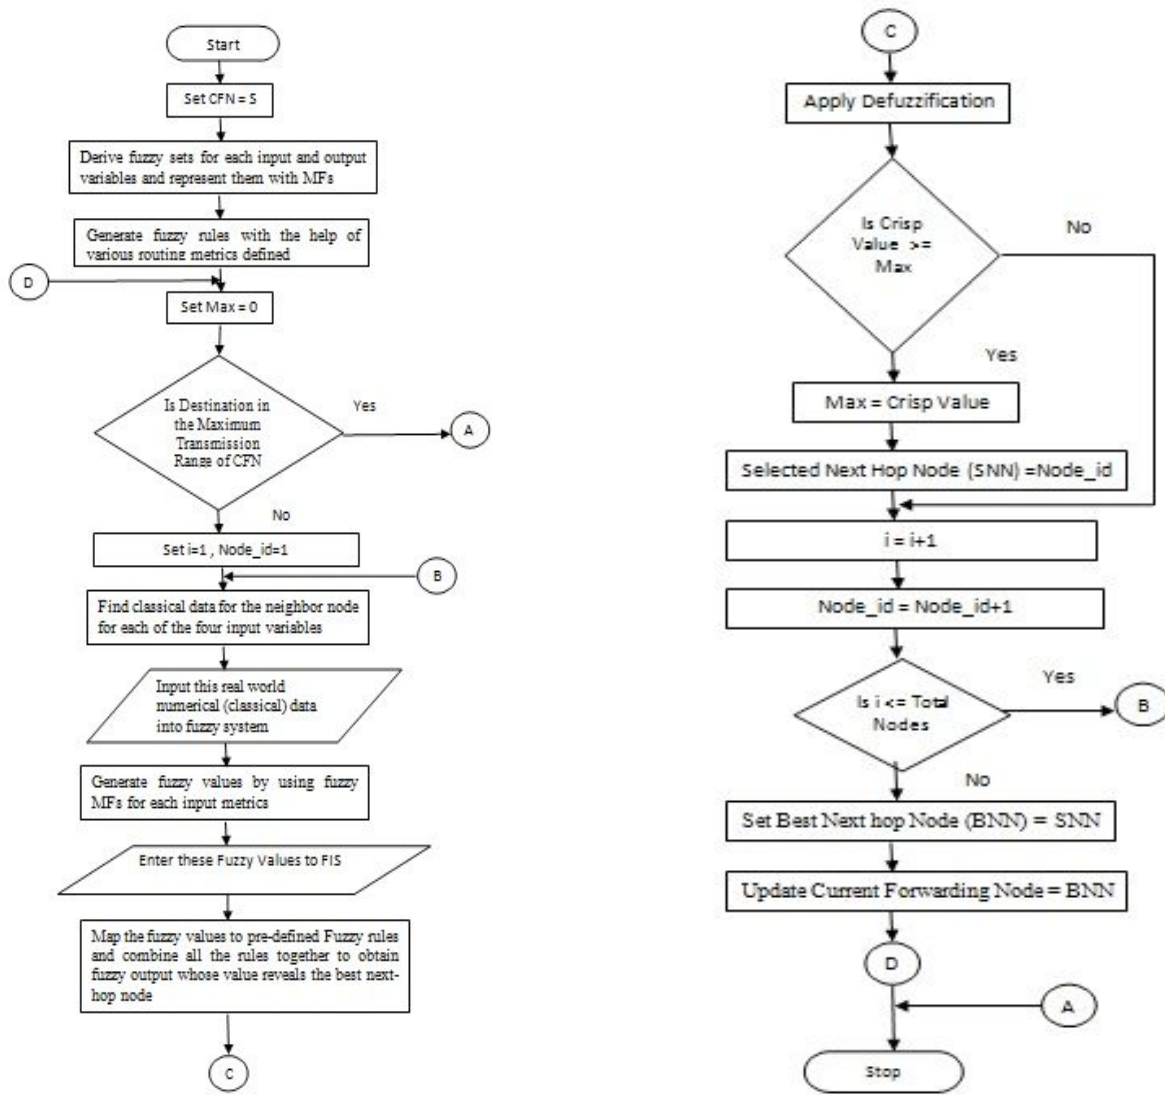 Start
Set CFN = S
Derive fuzzy sets for each input and output
variables and represent them with MFs
Generate fuzzy rules with the help of
various routing metrics defined
D
Set Max = 0
Is Destination in
the Maximum
Transmission
Range of CFN
Yes
A
No
Set i=1 , Node_id=1
B
Find classical data for the neighbor node
for each of the four input variables
Input this real world
numerical (classical) data
into fuzzy system
Generate fuzzy values by using fuzzy
MFs for each input metrics
Enter these Fuzzy Values to FIS
Map the fuzzy values to pre-defined Fuzzy rules
and combine all the rules together to obtain
fuzzy output whose value reveals the best next-
hop node
C
C
Apply Defuzzification
Is Crisp
Value >=
Max
No
Yes
Max = Crisp Value
Selected Next Hop Node (SNN) =Node_id
i = i+1
Node_id = Node_id+1
Is i <= Total
Nodes
Yes
B
No
Set Best Next hop Node (BNN) = SNN
Update Current Forwarding Node = BNN
D
A
Stop